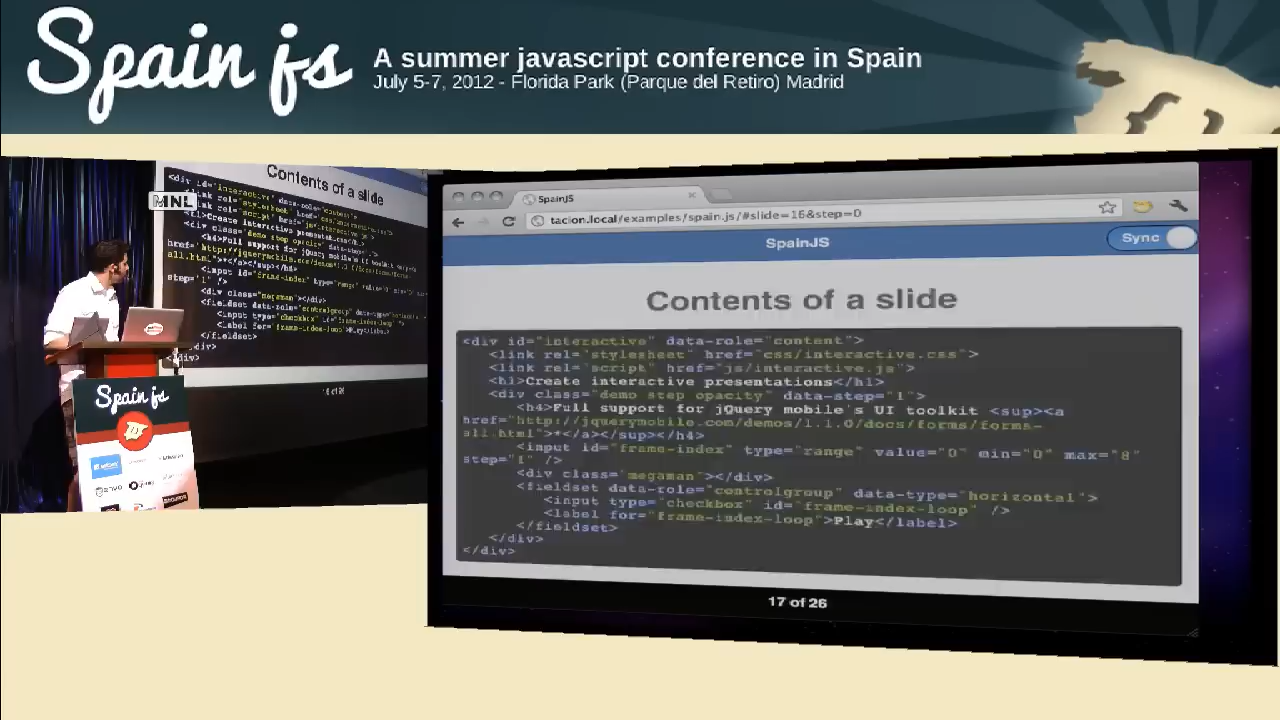 Spain js
A summer javascript conference in Spain
July 5-7, 2012 - Florida Park (Parque del Retiro) Madrid
MNL
Contents of a slide
Spain js
SpainJS
tacion.local/examples/spain.js/#slide=16&step=0
SpainJS
Sync
Contents of a slide
<div id="interactive" data-role="content">
<link rel="stylesheet" href="css/interactive.css">
<link rel="script" href="js/interactive.js">
<h1>Create interactive presentations</h1>
<div class="demo step opacity" data-step="1">
<h4>Full support for jQuery mobile's UI toolkit <sup><a
href="http://jquerymobile.com/demos/1.1.0/docs/forms/forms-
all.html">*</a></sup></h4>
<input id="frame-index" type="range" value="0" min="0" max="8"
step="1" />
<div class="megaman"></div>
<fieldset data-role="controlgroup" data-type="horizontal">
<input type="checkbox" id="frame-index-loop" />
<label for="frame-index-loop">Play</label>
</fieldset>
</div>
</div>
17 of 26